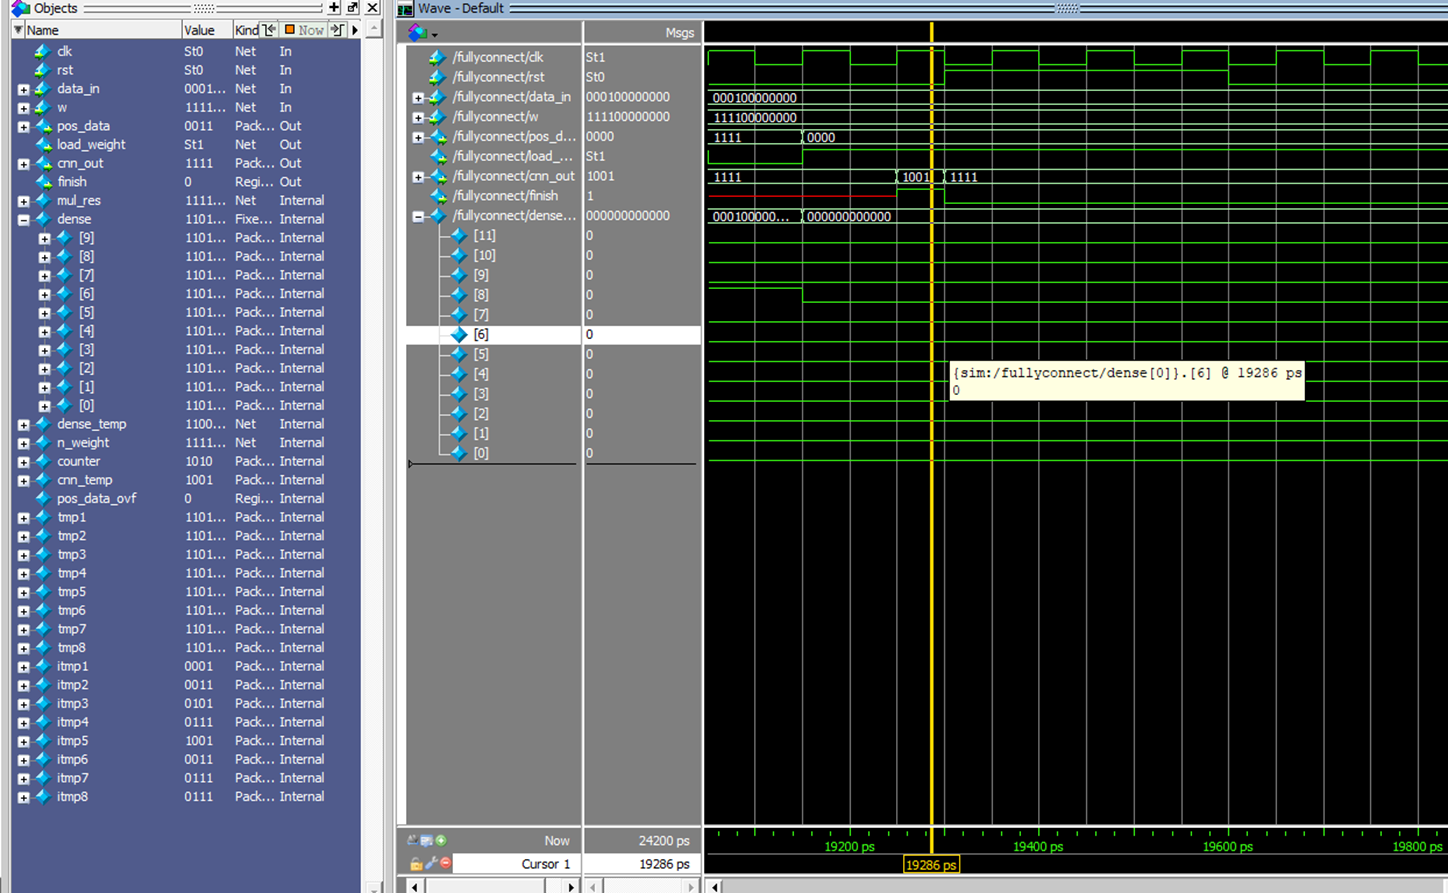 Objects
Name Value Kind Now
clk St0 Net In
rst St0 Net In
data_in 0001... Net In
w 1111... Net In
pos_data 0011 Pack... Out
load_weight St1 Net Out
cnn_out 1111 Pack... Out
finish 0 Regi... Out
mul_res 1111... Net Internal
dense 1101... Fixe... Internal
[9] 1101... Pack... Internal
[8] 1101... Pack... Internal
[7] 1101... Pack... Internal
[6] 1101... Pack... Internal
[5] 1101... Pack... Internal
[4] 1101... Pack... Internal
[3] 1101... Pack... Internal
[2] 1101... Pack... Internal
[1] 1101... Pack... Internal
[0] 1101... Pack... Internal
dense_temp 1100... Net Internal
n_weight 1111... Net Internal
counter 1010 Pack... Internal
cnn_temp 1001 Pack... Internal
pos_data_ovf 0 Regi... Internal
tmp1 1101... Pack... Internal
tmp2 1101... Pack... Internal
tmp3 1101... Pack... Internal
tmp4 1101... Pack... Internal
tmp5 1101... Pack... Internal
tmp6 1101... Pack... Internal
tmp7 1101... Pack... Internal
tmp8 1101... Pack... Internal
itmp1 0001 Pack... Internal
itmp2 0011 Pack... Internal
itmp3 0101 Pack... Internal
itmp4 0111 Pack... Internal
itmp5 1001 Pack... Internal
itmp6 0011 Pack... Internal
itmp7 0111 Pack... Internal
itmp8 0111 Pack... Internal
Wave - Default
Msgs
/fullyconnect/clk St1
/fullyconnect/rst St0
/fullyconnect/data_in 000100000000 000100000000
/fullyconnect/w 111100000000 111100000000
/fullyconnect/pos_d... 0000 1111 0000
/fullyconnect/load_... St1
/fullyconnect/cnn_out 1001 1111 1001 1111
/fullyconnect/finish 1
/fullyconnect/dense... 000000000000 000100000... 000000000000
[11] 0
[10] 0
[9] 0
[8] 0
[7] 0
[6] 0
[5] 0
[4] 0
[3] 0
[2] 0
[1] 0
[0] 0
{sim:/fullyconnect/dense[0]}.[6] @ 19286 ps
0
Now 24200 ps
19200 ps 19400 ps 19600 ps 19800 ps
Cursor 1 19286 ps
19286 ps